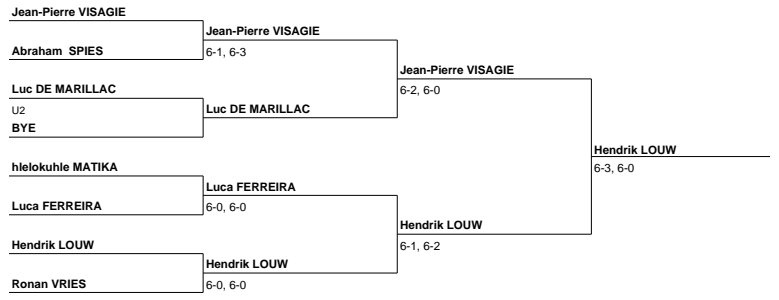 Jean-Pierre VISAGIE
Jean-Pierre VISAGIE
Abraham SPIES
6-1, 6-3
Jean-Pierre VISAGIE
Luc DE MARILLAC
6-2, 6-0
U2
Luc DE MARILLAC
BYE
Hendrik LOUW
hlelokuhle MATIKA
6-3, 6-0
Luca FERREIRA
Luca FERREIRA
6-0, 6-0
Hendrik LOUW
Hendrik LOUW
6-1, 6-2
Hendrik LOUW
Ronan VRIES
6-0, 6-0